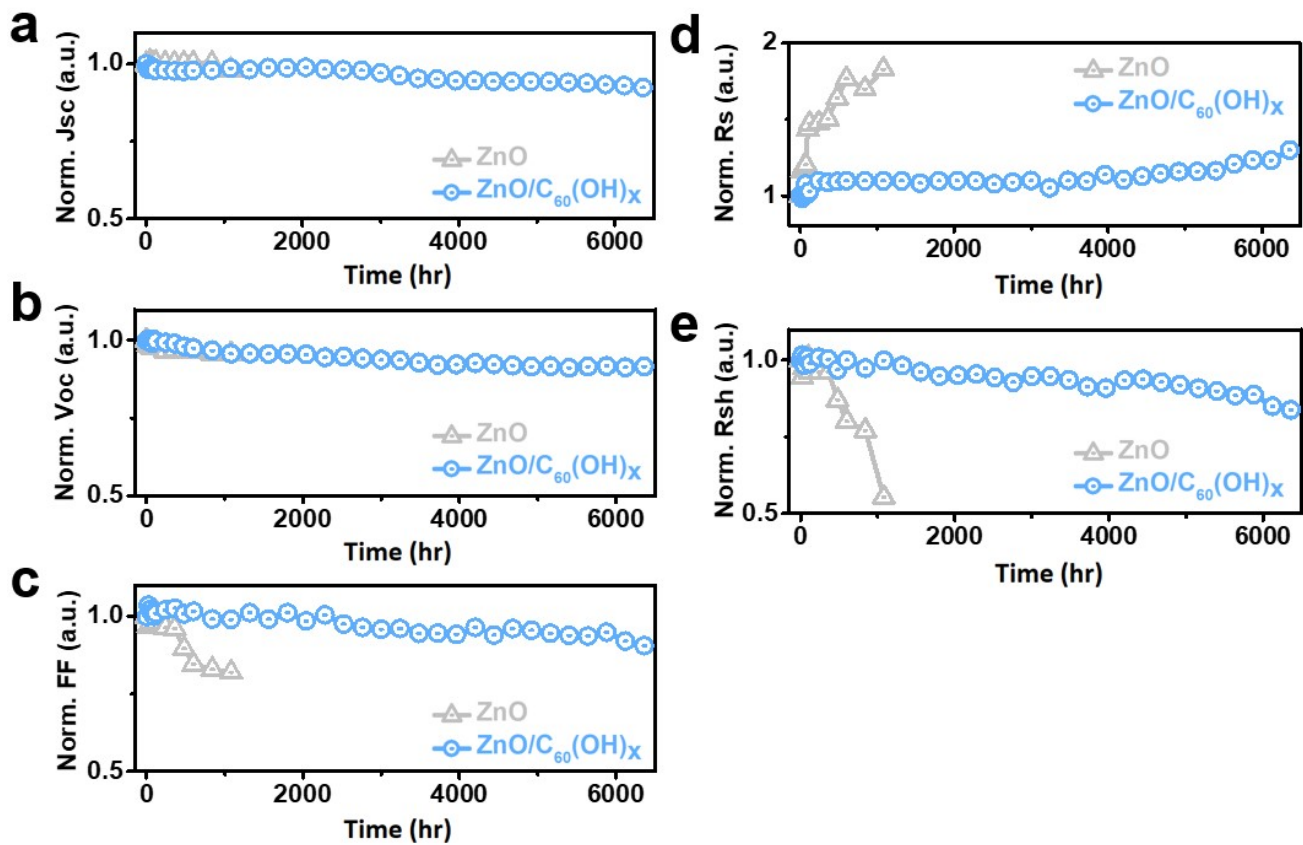 a
Norm. Jsc (a.u.)
1.0
0.5
ZnO
ZnO/C₆₀(OH)ₓ
0 2000 4000 6000
Time (hr)
b
Norm. Voc (a.u.)
1.0
0.5
ZnO
ZnO/C₆₀(OH)ₓ
0 2000 4000 6000
Time (hr)
c
Norm. FF (a.u.)
1.0
0.5
ZnO
ZnO/C₆₀(OH)ₓ
0 2000 4000 6000
Time (hr)
d
Norm. Rs (a.u.)
2
1
ZnO
ZnO/C₆₀(OH)ₓ
0 2000 4000 6000
Time (hr)
e
Norm. Rsh (a.u.)
1.0
0.5
ZnO
ZnO/C₆₀(OH)ₓ
0 2000 4000 6000
Time (hr)